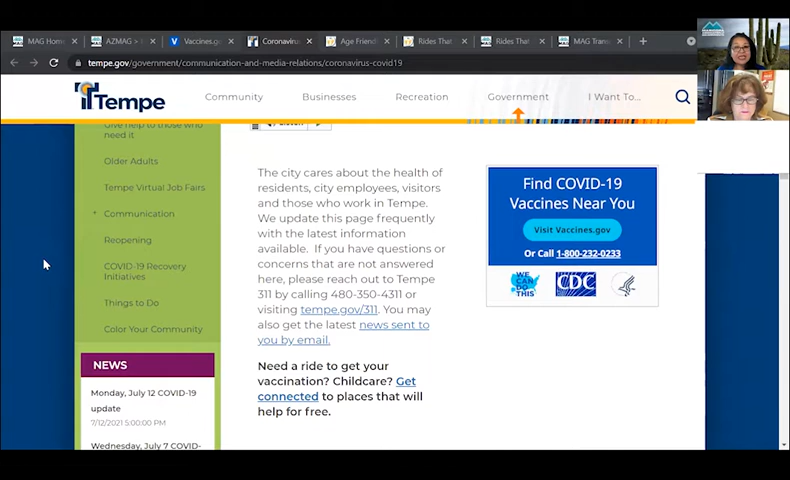 MAG Home
AZMAG >
Vaccines.go
Coronavirus
Age Friend
Rides That
Rides That
MAG Trans
tempe.gov/government/communication-and-media-relations/coronavirus-covid19
Tempe
Community
Businesses
Recreation
Government
I Want To...
Give help to those who
need it
Older Adults
Tempe Virtual Job Fairs
Communication
Reopening
COVID-19 Recovery
Initiatives
Things to Do
Color Your Community
NEWS
Monday, July 12 COVID-19
update
7/12/2021 5:00:00 PM
Wednesday, July 7 COVID-
The city cares about the health of
residents, city employees, visitors
and those who work in Tempe.
We update this page frequently
with the latest information
available. If you have questions or
concerns that are not answered
here, please reach out to Tempe
311 by calling 480-350-4311 or
visiting tempe.gov/311. You may
also get the latest news sent to
you by email.
Need a ride to get your
vaccination? Childcare? Get
connected to places that will
help for free.
Find COVID-19
Vaccines Near You
Visit Vaccines.gov
Or Call 1-800-232-0233
WE
CAN DO
THIS
CDC